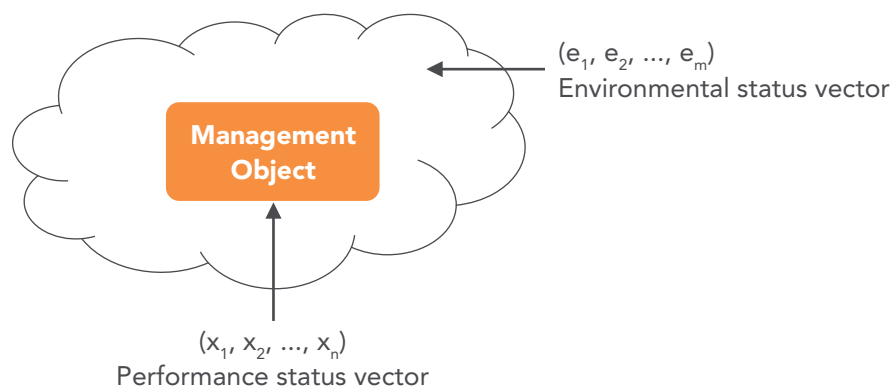 (e₁, e₂, ..., eₘ)
Environmental status vector
Management
Object
(x₁, x₂, ..., xₙ)
Performance status vector